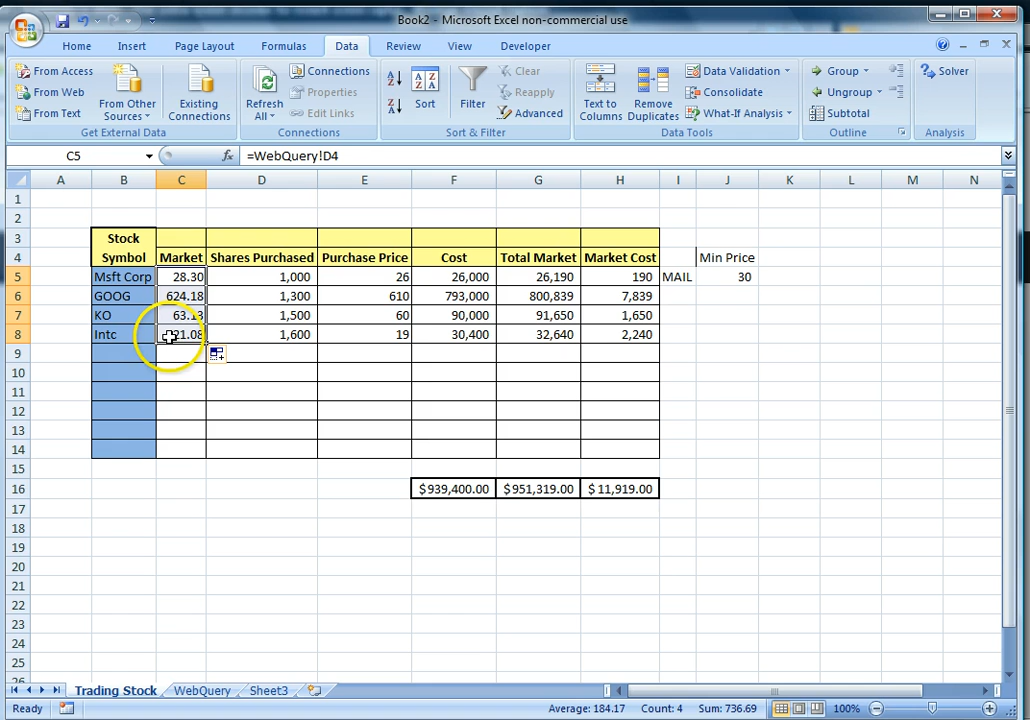 Book2 - Microsoft Excel non-commercial use
Home Insert Page Layout Formulas Data Review View Developer
From Access
From Web
From Text
From Other Sources
Existing Connections
Get External Data
Refresh All
Connections
Properties
Edit Links
Connections
Sort
Filter
Clear
Reapply
Advanced
Sort & Filter
Text to Columns
Remove Duplicates
Data Validation
Consolidate
What-If Analysis
Data Tools
Group
Ungroup
Subtotal
Outline
Solver
Analysis
C5 fx =WebQuery!D4
A B C D E F G H I J K L M N
1
2
3 Stock
4 Symbol Market Shares Purchased Purchase Price Cost Total Market Market Cost Min Price
5 Msft Corp 28.30 1,000 26 26,000 26,190 190 MAIL 30
6 GOOG 624.18 1,300 610 793,000 800,839 7,839
7 KO 63.13 1,500 60 90,000 91,650 1,650
8 Intc 21.08 1,600 19 30,400 32,640 2,240
9
10
11
12
13
14
15
16 $939,400.00 $951,319.00 $11,919.00
17
18
19
20
21
22
23
24
25
Trading Stock WebQuery Sheet3
Ready Average: 184.17 Count: 4 Sum: 736.69 100%